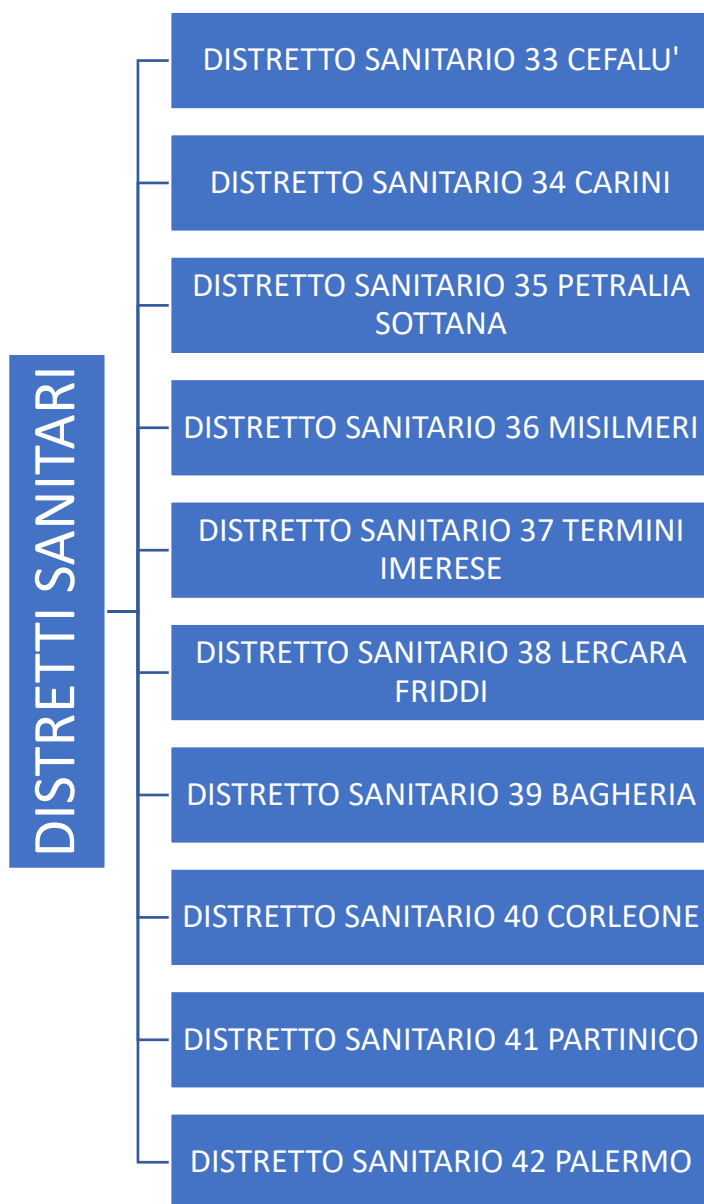 DISTRETTI SANITARI
DISTRETTO SANITARIO 33 CEFALU'
DISTRETTO SANITARIO 34 CARINI
DISTRETTO SANITARIO 35 PETRALIA
SOTTANA
DISTRETTO SANITARIO 36 MISILMERI
DISTRETTO SANITARIO 37 TERMINI
IMERESE
DISTRETTO SANITARIO 38 LERCARA
FRIDDI
DISTRETTO SANITARIO 39 BAGHERIA
DISTRETTO SANITARIO 40 CORLEONE
DISTRETTO SANITARIO 41 PARTINICO
DISTRETTO SANITARIO 42 PALERMO